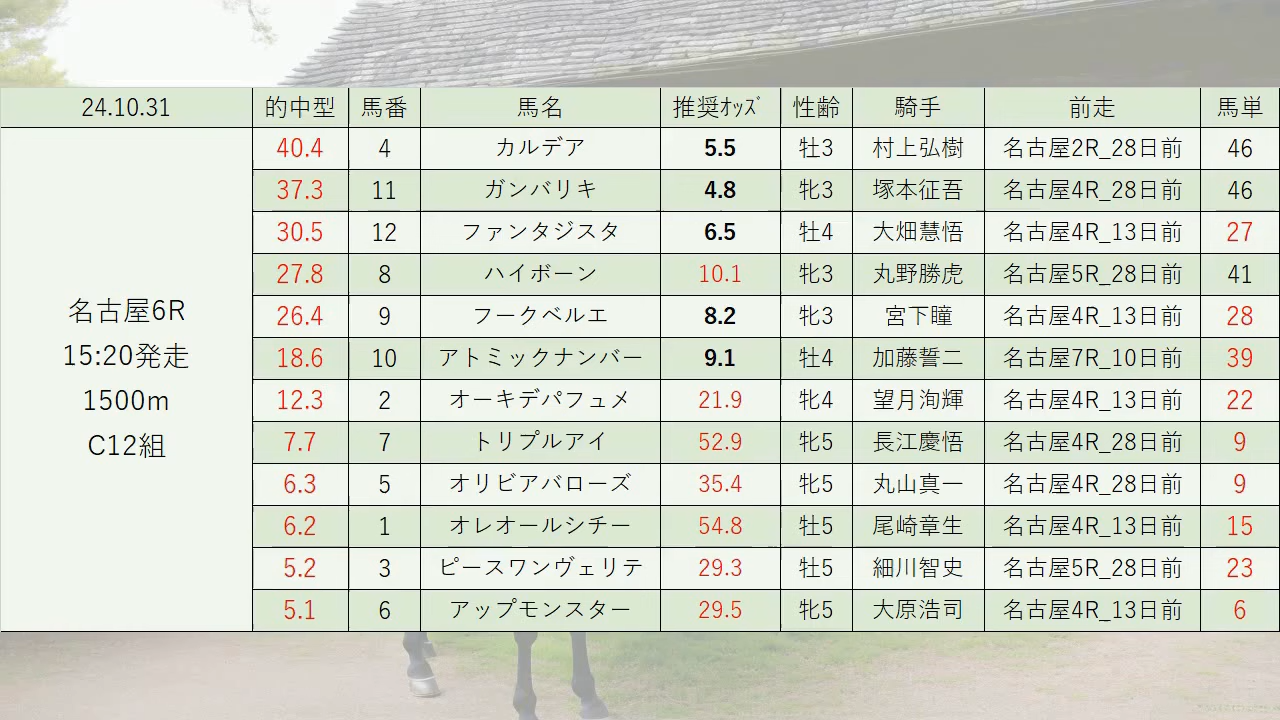 24.10.31 的中型 馬番 馬名 推奨ｵｯｽﾞ 性齢 騎手 前走 馬単
名古屋6R
15:20発走
1500m
C12組
40.4 4 カルデア 5.5 牡3 村上弘樹 名古屋2R_28日前 46
37.3 11 ガンバリキ 4.8 牝3 塚本征吾 名古屋4R_28日前 46
30.5 12 ファンタジスタ 6.5 牡4 大畑慧悟 名古屋4R_13日前 27
27.8 8 ハイボーン 10.1 牝3 丸野勝虎 名古屋5R_28日前 41
26.4 9 フークベルエ 8.2 牝3 宮下瞳 名古屋4R_13日前 28
18.6 10 アトミックナンバー 9.1 牡4 加藤誓二 名古屋7R_10日前 39
12.3 2 オーキデパフュメ 21.9 牝4 望月洵輝 名古屋4R_13日前 22
7.7 7 トリプルアイ 52.9 牝5 長江慶悟 名古屋4R_28日前 9
6.3 5 オリビアバローズ 35.4 牝5 丸山真一 名古屋4R_28日前 9
6.2 1 オレオールシチー 54.8 牡5 尾崎章生 名古屋4R_13日前 15
5.2 3 ピースワンヴェリテ 29.3 牡5 細川智史 名古屋5R_28日前 23
5.1 6 アップモンスター 29.5 牝5 大原浩司 名古屋4R_13日前 6